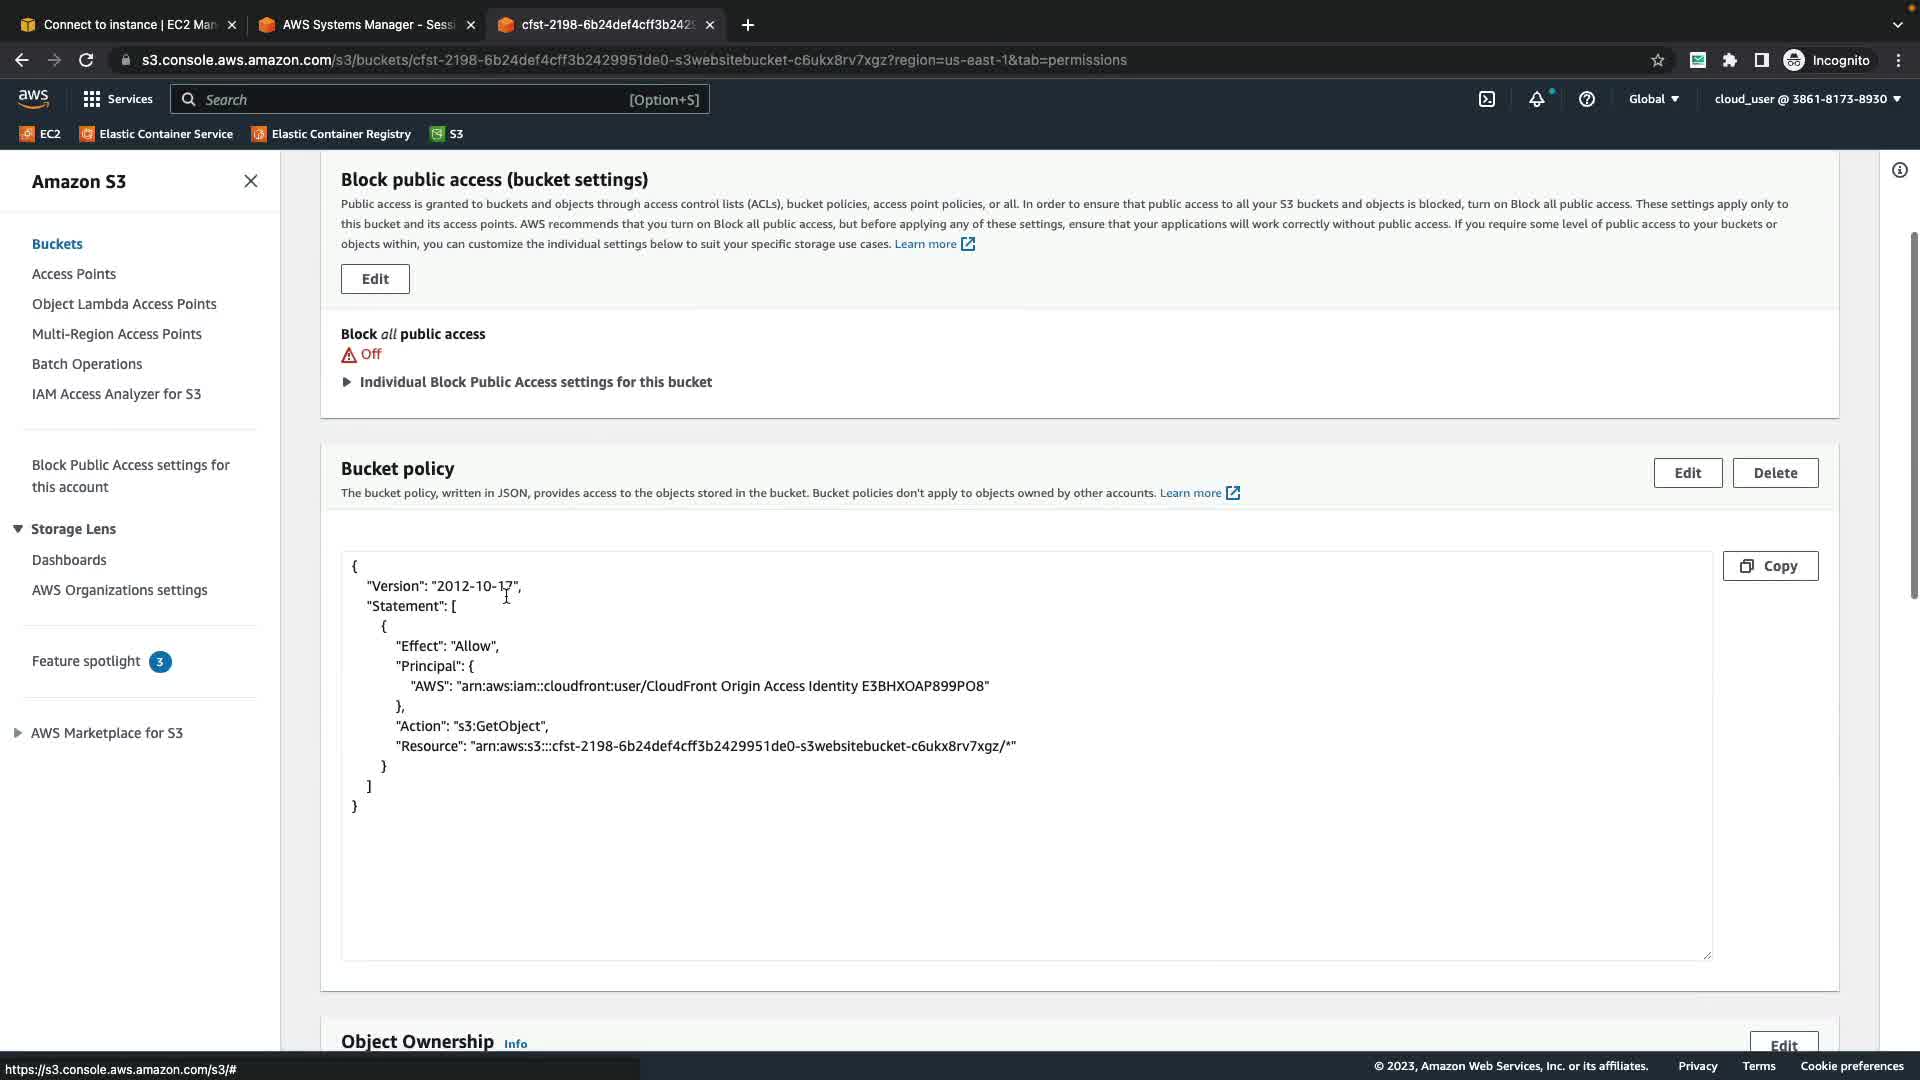 Connect to instance | EC2 Man
AWS Systems Manager - Sessi
cfst-2198-6b24def4cff3b2429
s3.console.aws.amazon.com/s3/buckets/cfst-2198-6b24def4cff3b2429951de0-s3websitebucket-c6ukx8rv7xgz?region=us-east-1&tab=permissions
Incognito
aws
Services
Search
[Option+S]
Global
cloud_user @ 3861-8173-8930
EC2
Elastic Container Service
Elastic Container Registry
S3
Amazon S3
Buckets
Access Points
Object Lambda Access Points
Multi-Region Access Points
Batch Operations
IAM Access Analyzer for S3
Block Public Access settings for
this account
Storage Lens
Dashboards
AWS Organizations settings
Feature spotlight 3
AWS Marketplace for S3
Block public access (bucket settings)
Public access is granted to buckets and objects through access control lists (ACLs), bucket policies, access point policies, or all. In order to ensure that public access to all your S3 buckets and objects is blocked, turn on Block all public access. These settings apply only to
this bucket and its access points. AWS recommends that you turn on Block all public access, but before applying any of these settings, ensure that your applications will work correctly without public access. If you require some level of public access to your buckets or
objects within, you can customize the individual settings below to suit your specific storage use cases. Learn more
Edit
Block all public access
Off
Individual Block Public Access settings for this bucket
Bucket policy
The bucket policy, written in JSON, provides access to the objects stored in the bucket. Bucket policies don't apply to objects owned by other accounts. Learn more
Edit
Delete
Copy
{
"Version": "2012-10-17",
"Statement": [
{
"Effect": "Allow",
"Principal": {
"AWS": "arn:aws:iam::cloudfront:user/CloudFront Origin Access Identity E3BHXOAP899PO8"
},
"Action": "s3:GetObject",
"Resource": "arn:aws:s3:::cfst-2198-6b24def4cff3b2429951de0-s3websitebucket-c6ukx8rv7xgz/*"
}
]
}
Object Ownership Info
Edit
https://s3.console.aws.amazon.com/s3/#
© 2023, Amazon Web Services, Inc. or its affiliates.
Privacy
Terms
Cookie preferences